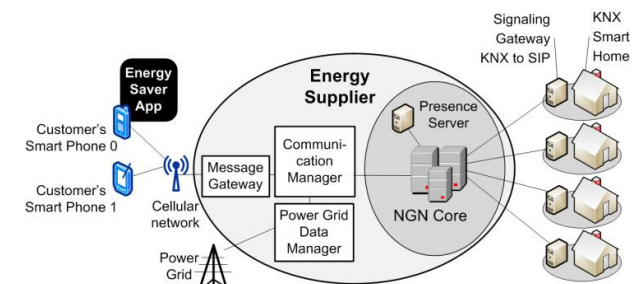 Energy
Saver
App
Customer's
Smart Phone 0
Customer's
Smart Phone 1
Cellular
network
Energy
Supplier
Message
Gateway
Communi-
cation
Manager
Power Grid
Data
Manager
Power
Grid
Presence
Server
NGN Core
Signaling
Gateway
KNX to SIP
KNX
Smart
Home